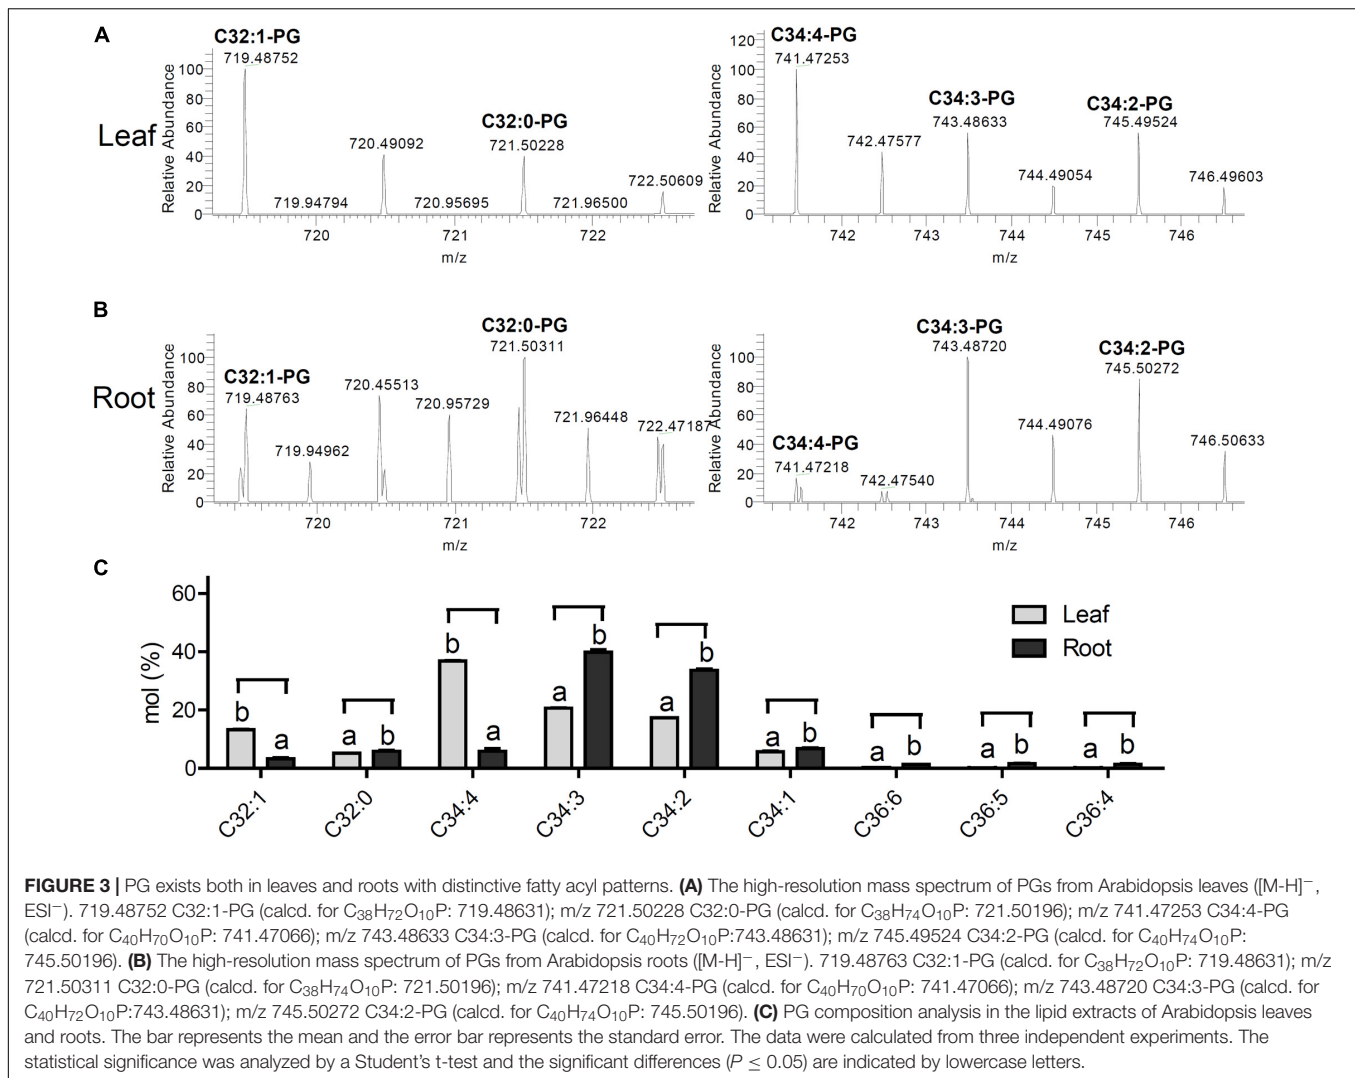 A
C32:1-PG
719.48752
C32:0-PG
720.49092
721.50228
722.50609
719.94794
720.95695
721.96500
Leaf
Relative Abundance
100
80
60
40
20
0
720
721
722
m/z
C34:4-PG
741.47253
C34:3-PG
743.48633
C34:2-PG
745.49524
742.47577
744.49054
746.49603
Relative Abundance
120
100
80
60
40
20
0
742
743
744
745
746
m/z
B
C32:0-PG
721.50311
C32:1-PG
719.48763
720.45513
720.95729
719.94962
721.96448
722.47187
Root
Relative Abundance
100
80
60
40
20
0
720
721
722
m/z
C34:3-PG
743.48720
C34:2-PG
745.50272
C34:4-PG
741.47218
742.47540
744.49076
746.50633
Relative Abundance
100
80
60
40
20
0
742
743
744
745
746
m/z
C
mol (%)
60
40
20
0
b a
a b
b a
a b
a b
a b
a b
a b
a b
Leaf
Root
C32:1
C32:0
C34:4
C34:3
C34:2
C34:1
C36:6
C36:5
C36:4
FIGURE 3 | PG exists both in leaves and roots with distinctive fatty acyl patterns. (A) The high-resolution mass spectrum of PGs from Arabidopsis leaves ([M-H]⁻,
ESI⁻). 719.48752 C32:1-PG (calcd. for C₃₈H₇₂O₁₀P: 719.48631); m/z 721.50228 C32:0-PG (calcd. for C₃₈H₇₄O₁₀P: 721.50196); m/z 741.47253 C34:4-PG
(calcd. for C₄₀H₇₀O₁₀P: 741.47066); m/z 743.48633 C34:3-PG (calcd. for C₄₀H₇₂O₁₀P:743.48631); m/z 745.49524 C34:2-PG (calcd. for C₄₀H₇₄O₁₀P:
745.50196). (B) The high-resolution mass spectrum of PGs from Arabidopsis roots ([M-H]⁻, ESI⁻). 719.48763 C32:1-PG (calcd. for C₃₈H₇₂O₁₀P: 719.48631); m/z
721.50311 C32:0-PG (calcd. for C₃₈H₇₄O₁₀P: 721.50196); m/z 741.47218 C34:4-PG (calcd. for C₄₀H₇₀O₁₀P: 741.47066); m/z 743.48720 C34:3-PG (calcd. for
C₄₀H₇₂O₁₀P:743.48631); m/z 745.50272 C34:2-PG (calcd. for C₄₀H₇₄O₁₀P: 745.50196). (C) PG composition analysis in the lipid extracts of Arabidopsis leaves
and roots. The bar represents the mean and the error bar represents the standard error. The data were calculated from three independent experiments. The
statistical significance was analyzed by a Student's t-test and the significant differences (P ≤ 0.05) are indicated by lowercase letters.